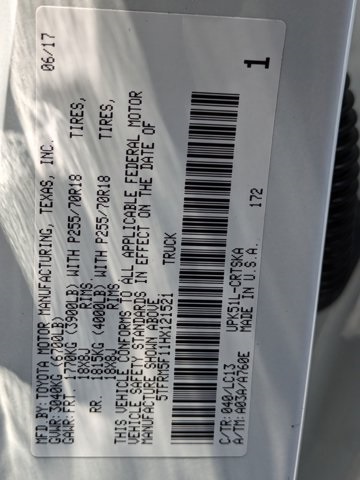 MFD.BY:TOYOTA MOTOR MANUFACTURING, TEXAS, INC. 06/17
GVWR:3040KG (6700LB)
GAWR: FRT. 1770KG (3900LB) WITH P255/70R18 TIRES,
18X8J RIMS
RR. 1815KG (4000LB) WITH P255/70R18 TIRES,
18X8J RIMS
THIS VEHICLE CONFORMS TO ALL APPLICABLE FEDERAL MOTOR
VEHICLE SAFETY STANDARDS IN EFFECT ON THE DATE OF
MANUFACTURE SHOWN ABOVE.
5TFRM5F11HX121521 TRUCK
C/TR:040/LC13 UPK51L-CRTSKA
A/TM:A03A/A760E MADE IN U.S.A. 172
1